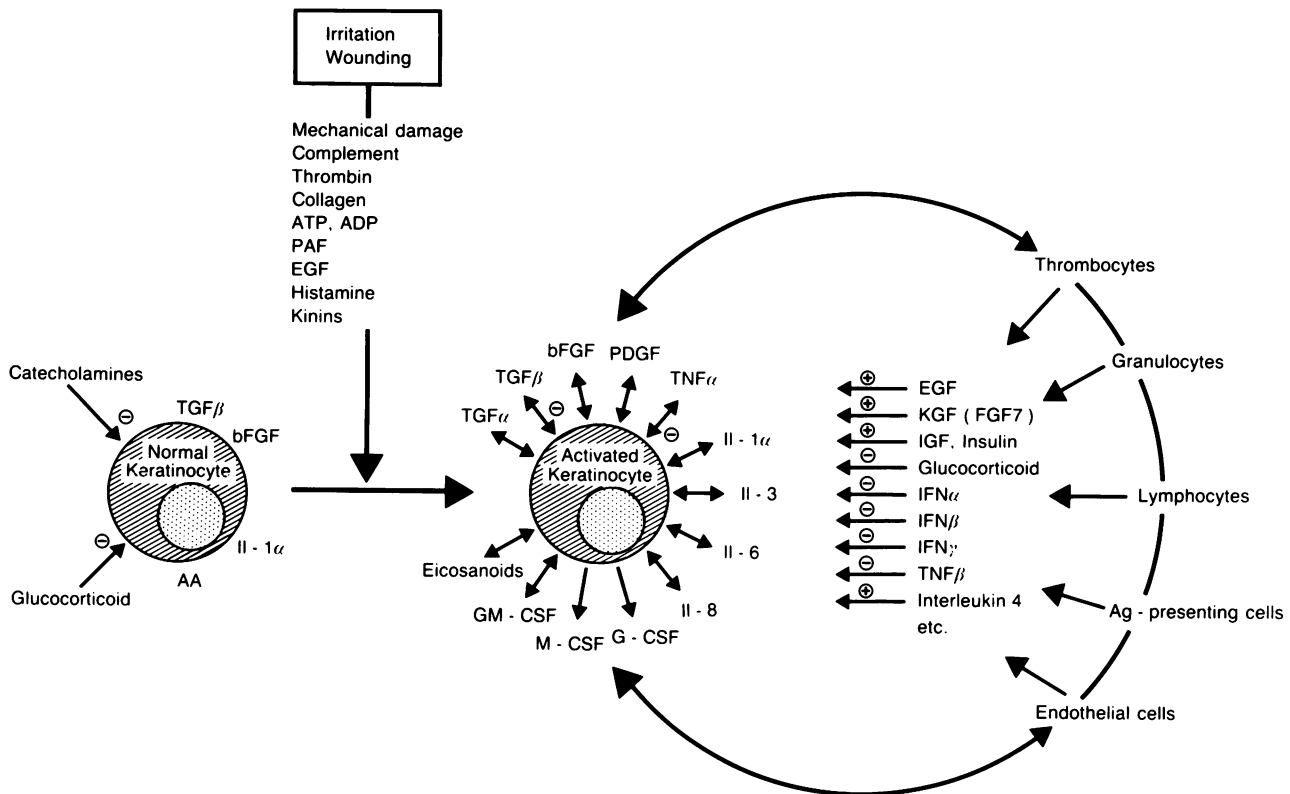 Irritation
Wounding
Mechanical damage
Complement
Thrombin
Collagen
ATP, ADP
PAF
EGF
Histamine
Kinins
Catecholamines
⊖
TGFβ
bFGF
Normal
Keratinocyte
Il - 1α
AA
⊖
Glucocorticoid
bFGF
PDGF
TGFβ
⊖
TNFα
⊖
TGFα
Activated
Keratinocyte
Il - 1α
Il - 3
Il - 6
Il - 8
Eicosanoids
GM - CSF
M - CSF
G - CSF
⊕ EGF
⊕ KGF ( FGF7 )
⊕ IGF, Insulin
⊖ Glucocorticoid
⊖ IFNα
⊖ IFNβ
⊖ IFNγ
⊖ TNFβ
⊕ Interleukin 4
etc.
Thrombocytes
Granulocytes
Lymphocytes
Ag - presenting cells
Endothelial cells